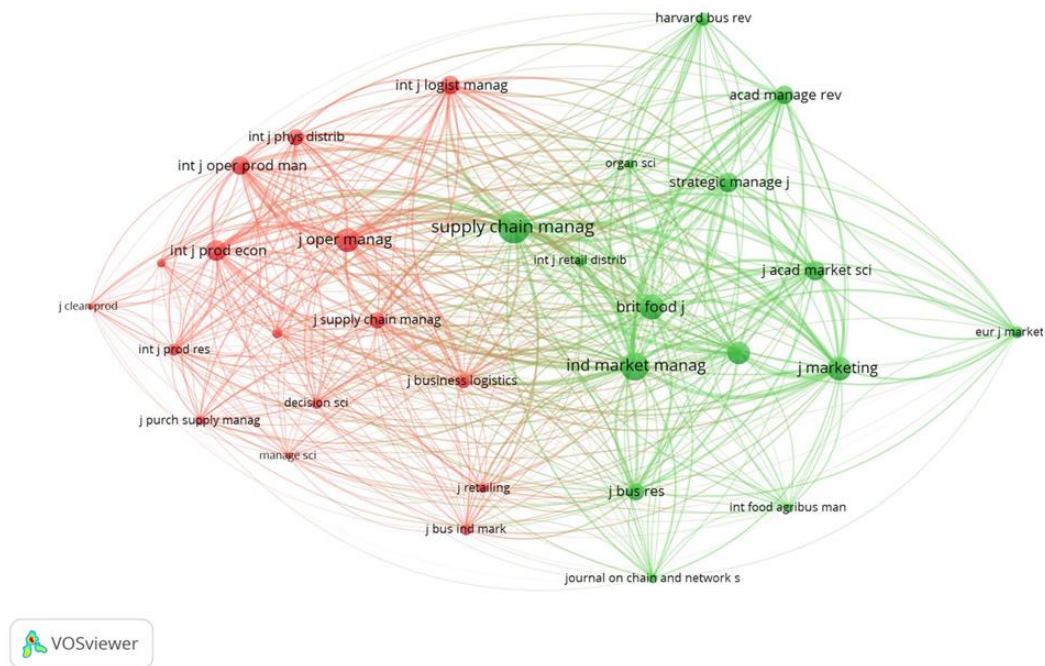 harvard bus rev
int j logist manag
acad manage rev
int j phys distrib
int j oper prod man
organ sci
strategic manage j
supply chain manag
j oper manag
int j prod econ
int j retail distrib
j acad market sci
j clean prod
brit food j
j supply chain manag
eur j market
int j prod res
ind market manag
j marketing
j business logistics
decision sci
j purch supply manag
manage sci
j retailing
j bus res
int food agribus man
j bus ind mark
journal on chain and network s
VOSviewer